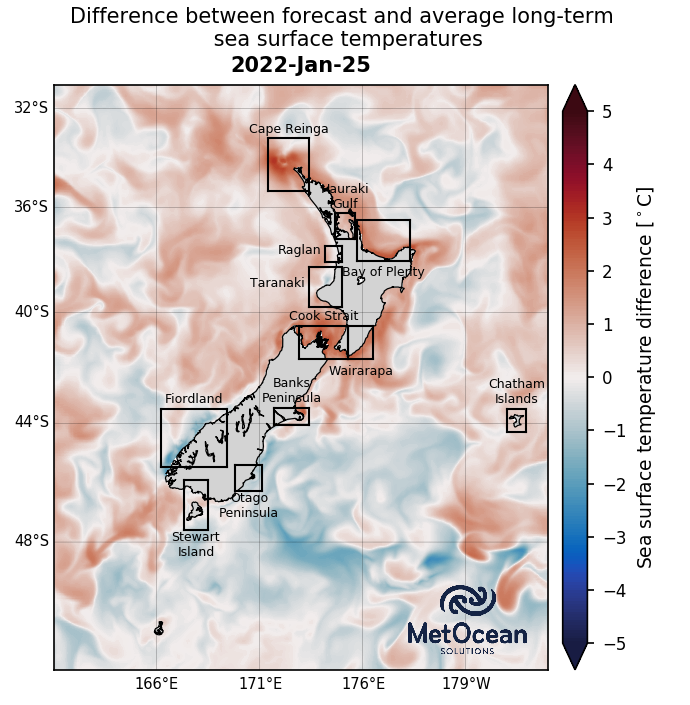 Difference between forecast and average long-term
sea surface temperatures
2022-Jan-25
32°S
Cape Reinga
Hauraki
Gulf
36°S
Raglan
Bay of Plenty
Taranaki
40°S
Cook Strait
Wairarapa
Banks
Peninsula
Fiordland
Chatham
Islands
44°S
Otago
Peninsula
Stewart
Island
48°S
MetOcean
SOLUTIONS
166°E
171°E
176°E
179°W
5
4
3
2
1
0
−1
−2
−3
−4
−5
Sea surface temperature difference [°C]